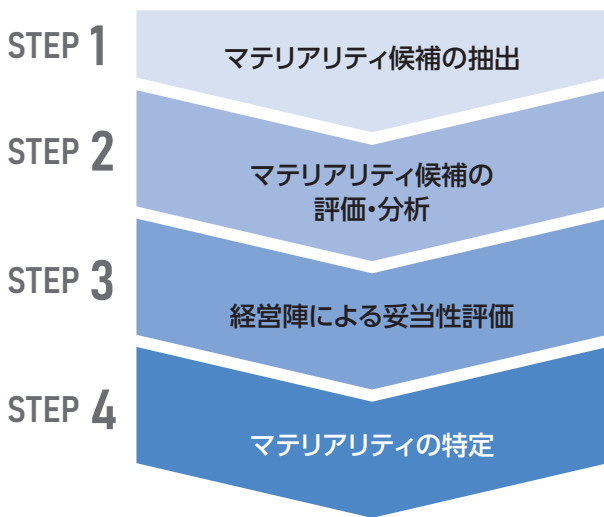 STEP 1
マテリアリティ候補の抽出
STEP 2
マテリアリティ候補の
評価・分析
STEP 3
経営陣による妥当性評価
STEP 4
マテリアリティの特定